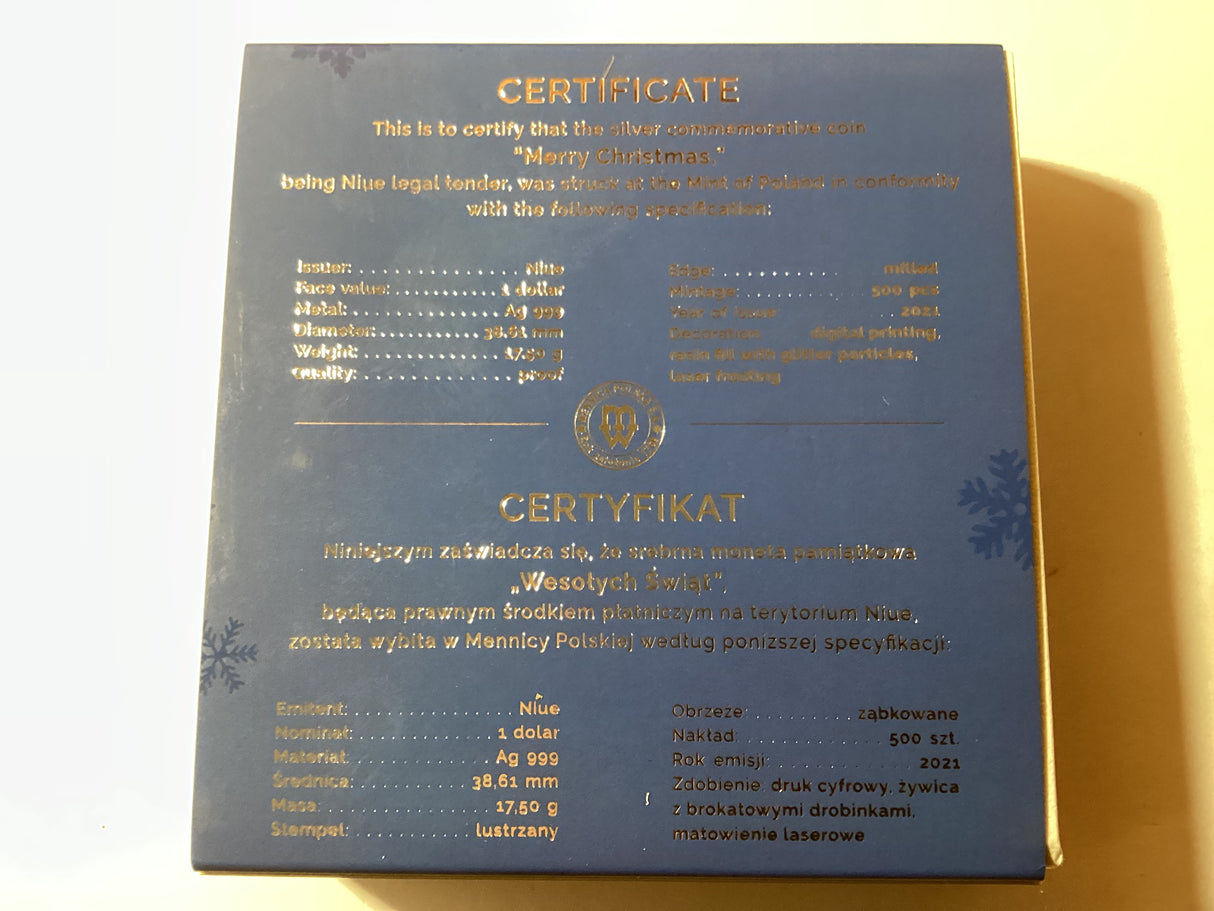 CERTIFICATE
This is to certify that the silver commemorative coin
"Merry Christmas,"
being Niue legal tender, was struck at the Mint of Poland in conformity
with the following specification:
Issuer: . . . . . . . . . . . . . . Niue
Face value: . . . . . . . . . . . 1 dollar
Metal: . . . . . . . . . . . . . . Ag 999
Diameter: . . . . . . . . . . . 38.61 mm
Weight: . . . . . . . . . . . . . 17.50 g
Quality: . . . . . . . . . . . . . proof
Edge: . . . . . . . . . . milled
Mintage: . . . . . . . . . . 500 pcs
Year of issue: . . 2021
Decoration: digital printing,
resin fill with glitter particles,
laser frosting
MW
CERTYFIKAT
Niniejszym zaświadcza się, że srebrna moneta pamiątkowa
„Wesołych Świąt”,
będąca prawnym środkiem płatniczym na terytorium Niue,
została wybita w Mennicy Polskiej według poniższej specyfikacji:
Emitent: . . . . . . . . . . . . . . Niue
Nominał: . . . . . . . . . . . . 1 dolar
Materiał: . . . . . . . . . . . . Ag 999
Średnica: . . . . . . . . . . . 38,61 mm
Masa: . . . . . . . . . . . . . . 17,50 g
Stempel: . . . . . . . . . . . lustrzany
Obrzeże: . . . . . . . . . ząbkowane
Nakład: . . . . . . . . . . . . 500 szt.
Rok emisji: . . . . . . . . . . . 2021
Zdobienie: druk cyfrowy, żywica
z brokatowymi drobinkami,
matowienie laserowe